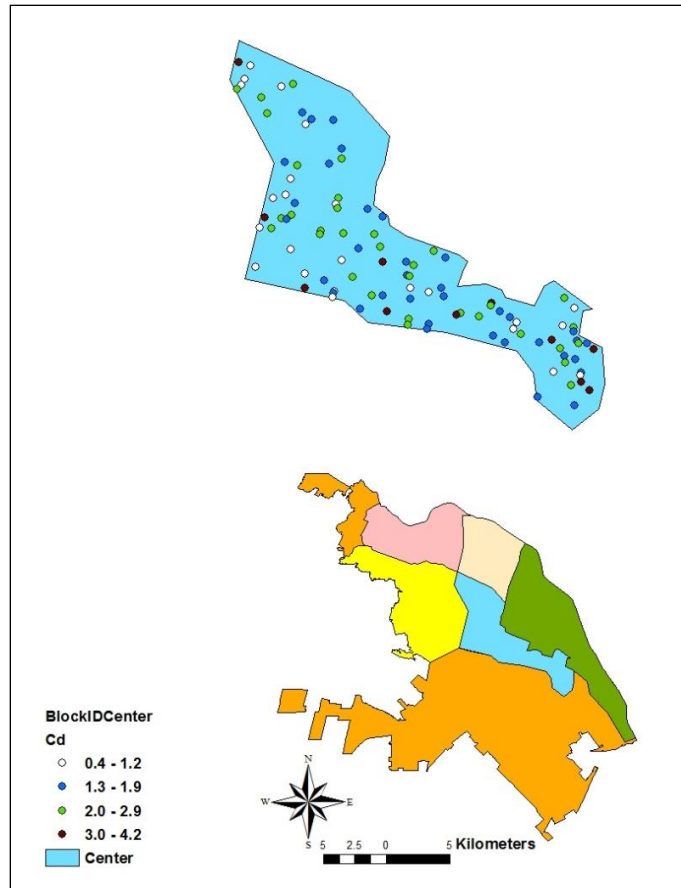 BlockIDCenter
Cd
0.4 - 1.2
1.3 - 1.9
2.0 - 2.9
3.0 - 4.2
Center
N
W E
S
5 2.5 0 5 Kilometers